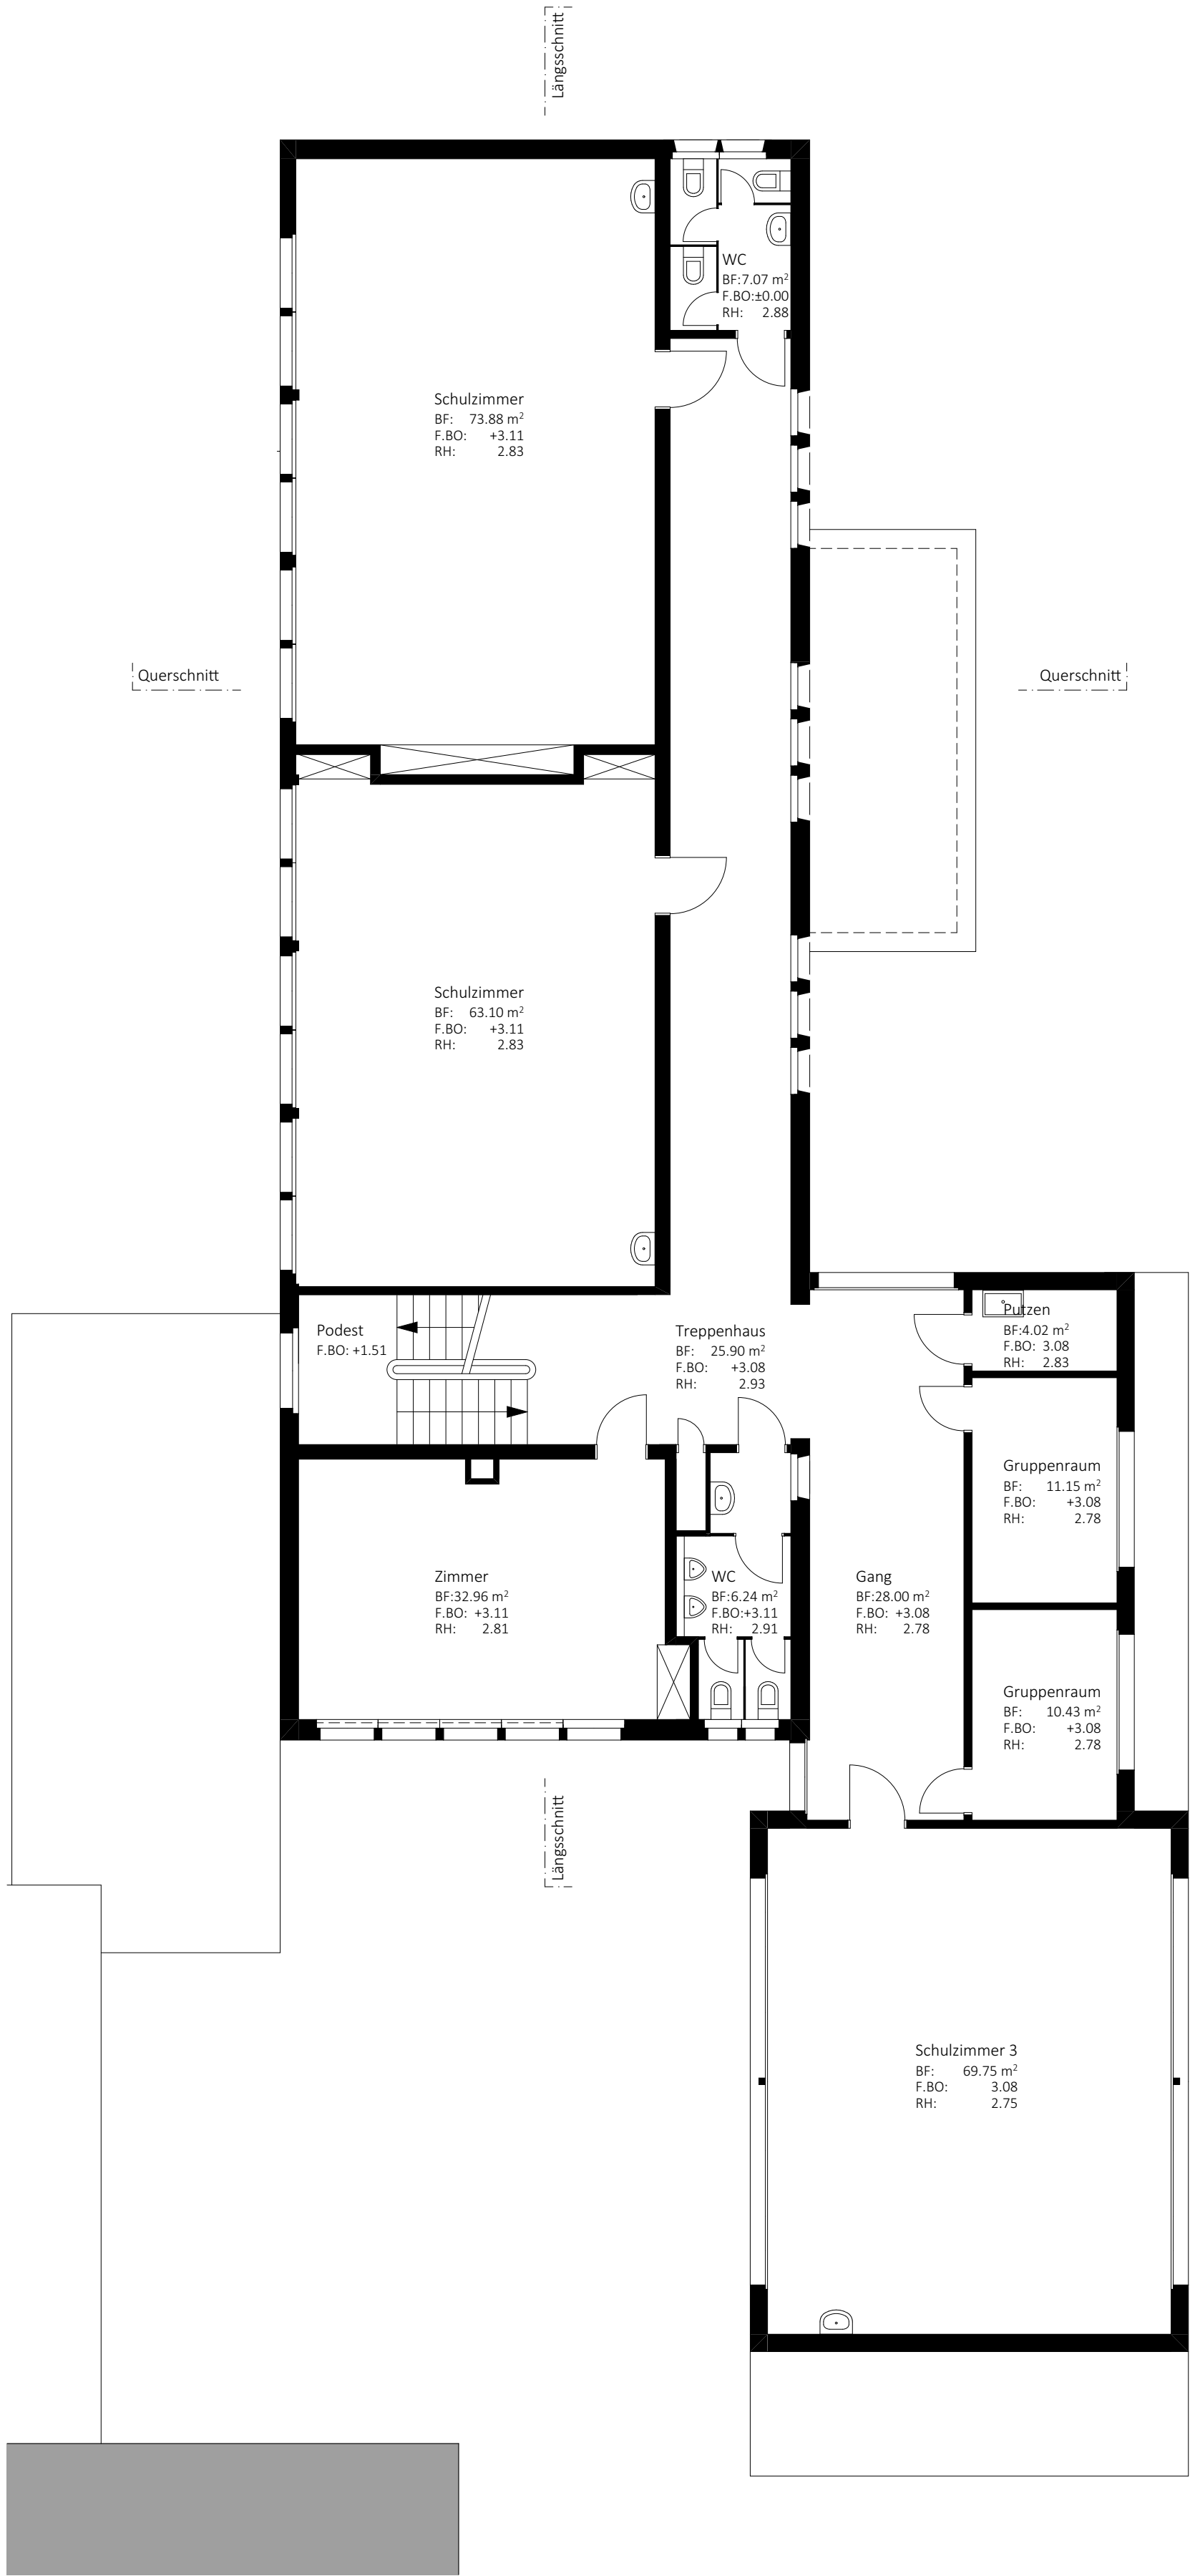 Längsschnitt
WC
BF:7.07 m²
F.BO:±0.00
RH: 2.88
Schulzimmer
BF: 73.88 m²
F.BO: +3.11
RH: 2.83
Querschnitt
Querschnitt
Schulzimmer
BF: 63.10 m²
F.BO: +3.11
RH: 2.83
Podest
F.BO: +1.51
Treppenhaus
BF: 25.90 m²
F.BO: +3.08
RH: 2.93
Putzen
BF:4.02 m²
F.BO: 3.08
RH: 2.83
Gruppenraum
BF: 11.15 m²
F.BO: +3.08
RH: 2.78
Zimmer
BF:32.96 m²
F.BO: +3.11
RH: 2.81
WC
BF:6.24 m²
F.BO:+3.11
RH: 2.91
Gang
BF:28.00 m²
F.BO: +3.08
RH: 2.78
Gruppenraum
BF: 10.43 m²
F.BO: +3.08
RH: 2.78
Längsschnitt
Schulzimmer 3
BF: 69.75 m²
F.BO: 3.08
RH: 2.75